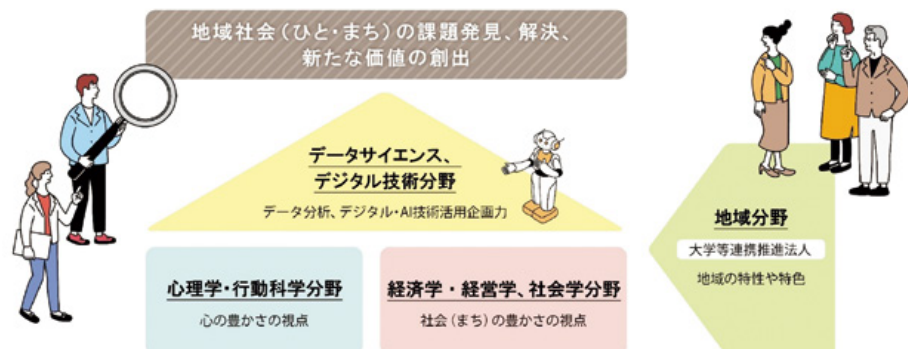 地域社会(ひと・まち)の課題発見、解決、
新たな価値の創出
データサイエンス、
デジタル技術分野
データ分析、デジタル・AI技術活用企画力
心理学・行動科学分野
心の豊かさの視点
経済学・経営学、社会学分野
社会(まち)の豊かさの視点
地域分野
大学等連携推進法人
地域の特性や特色